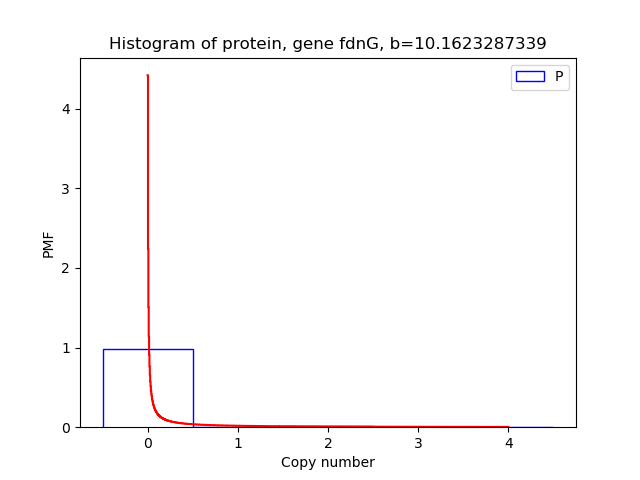 Histogram of protein, gene fdnG, b=10.1623287339
P
4
3
2
1
0
PMF
0 1 2 3 4
Copy number